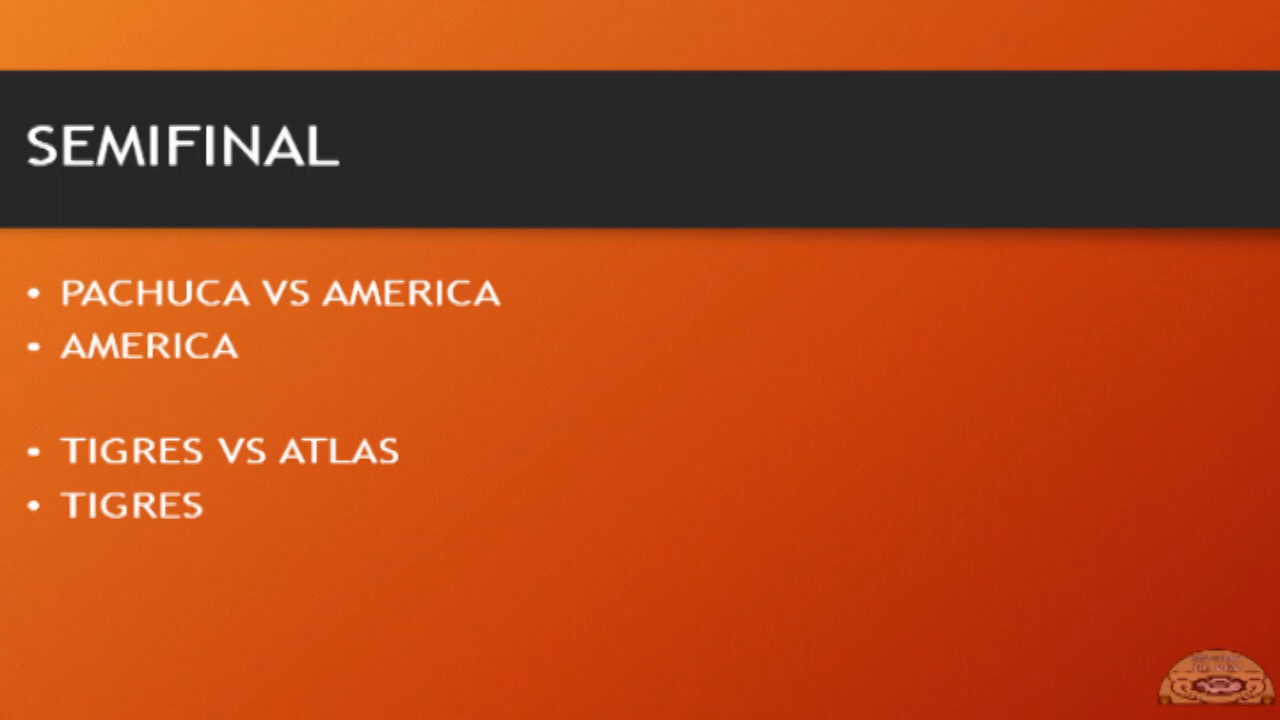 SEMIFINAL
• PACHUCA VS AMERICA
• AMERICA
• TIGRES VS ATLAS
• TIGRES